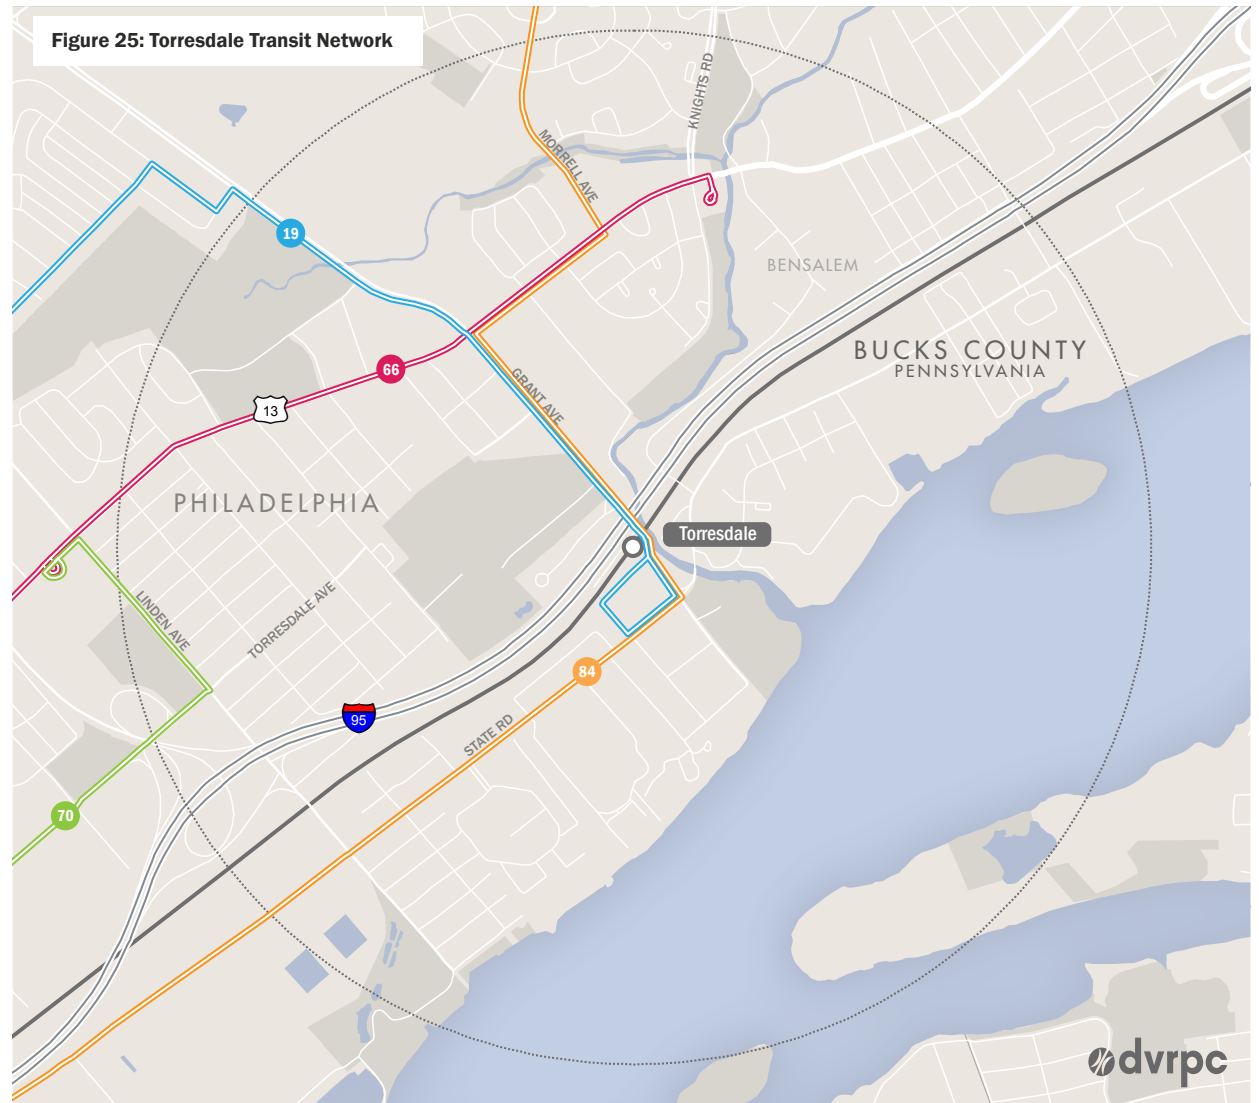 Figure 25: Torresdale Transit Network
KNIGHTS RD
MORRELL AVE
19
BENSALEM
BUCKS COUNTY
PENNSYLVANIA
66
13
GRANT AVE
PHILADELPHIA
Torresdale
LINDEN AVE
TORRESDALE AVE
84
95
STATE RD
70
dvrpc